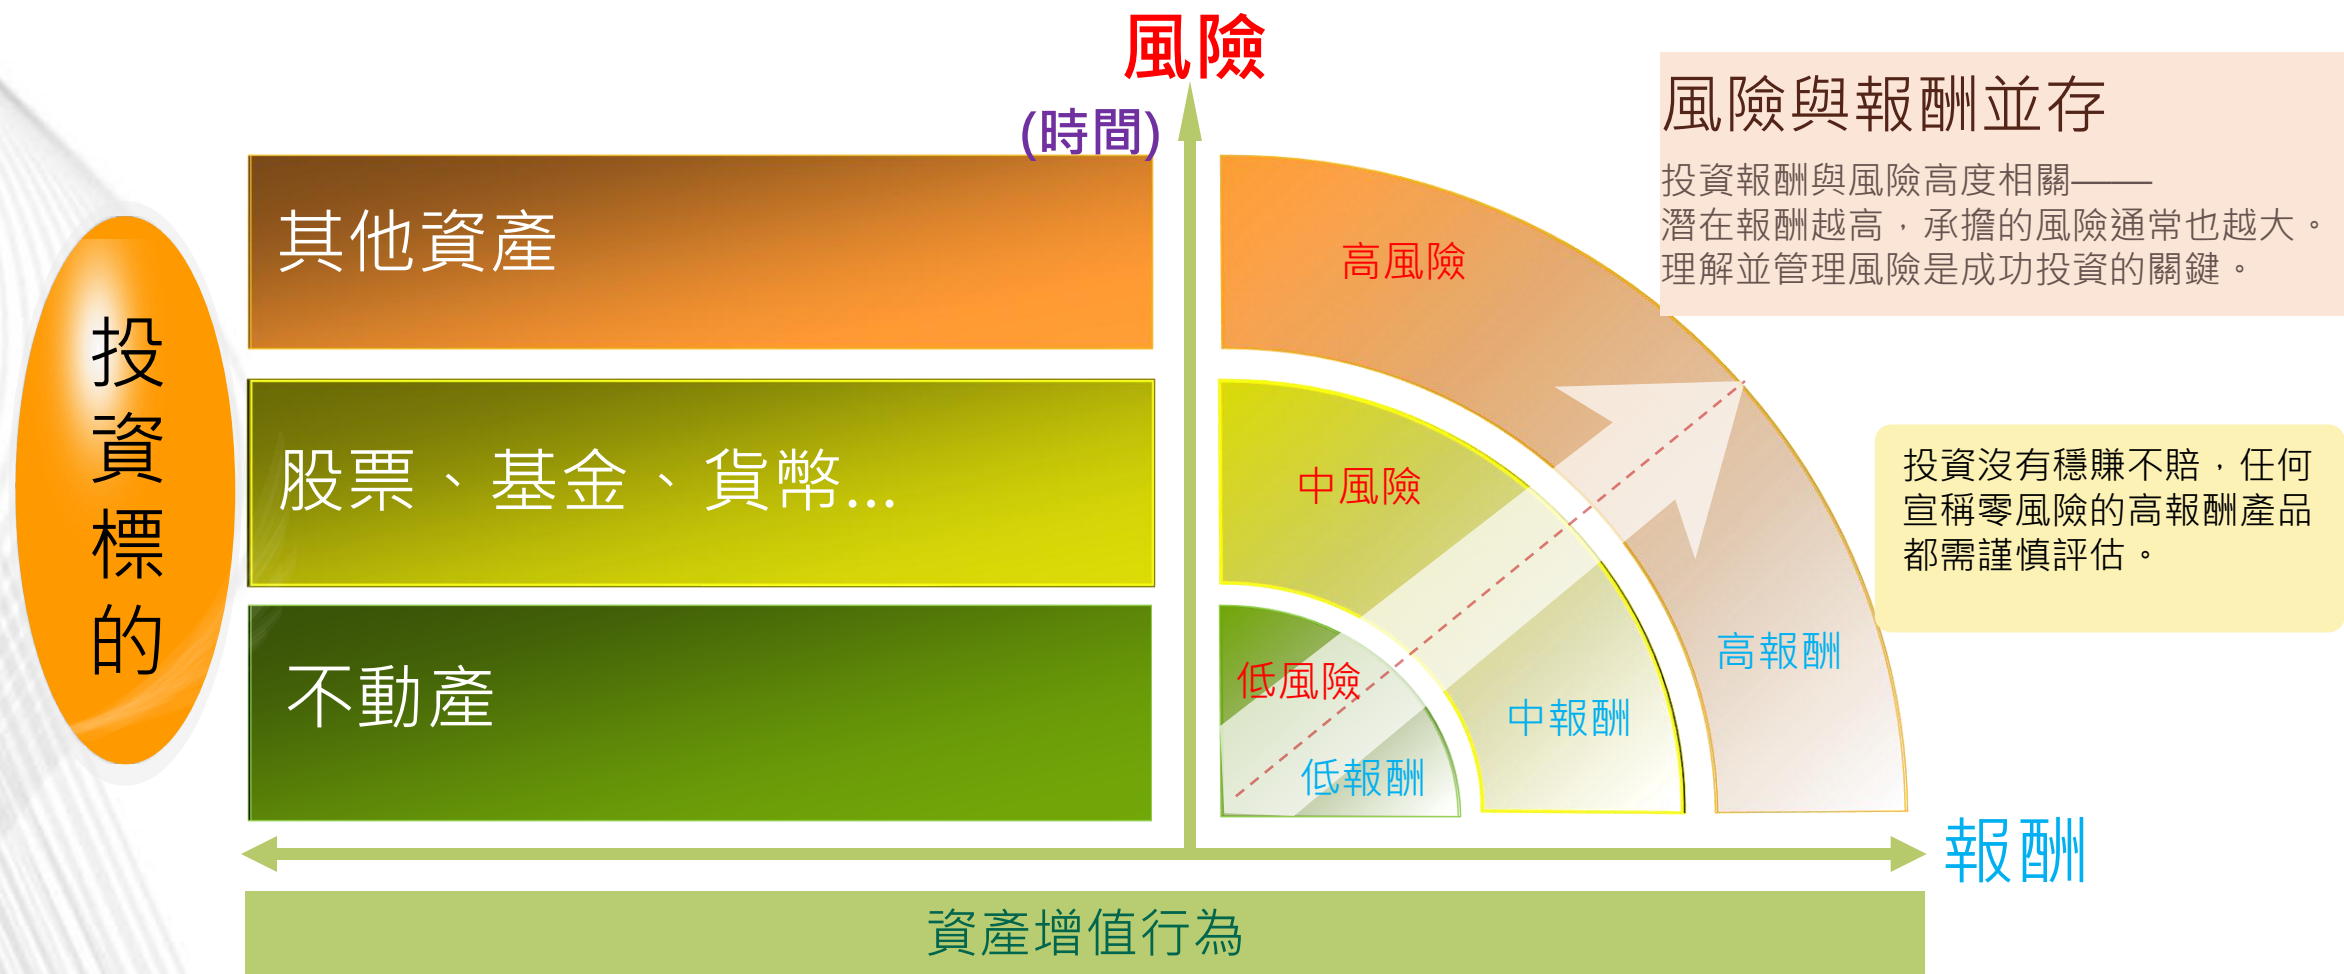 風險
(時間)
風險與報酬並存
投資報酬與風險高度相關——
潛在報酬越高，承擔的風險通常也越大。
理解並管理風險是成功投資的關鍵。
投資標的
其他資產
高風險
股票、基金、貨幣...
中風險
投資沒有穩賺不賠，任何
宣稱零風險的高報酬產品
都需謹慎評估。
不動產
低風險
高報酬
中報酬
低報酬
報酬
資產增值行為